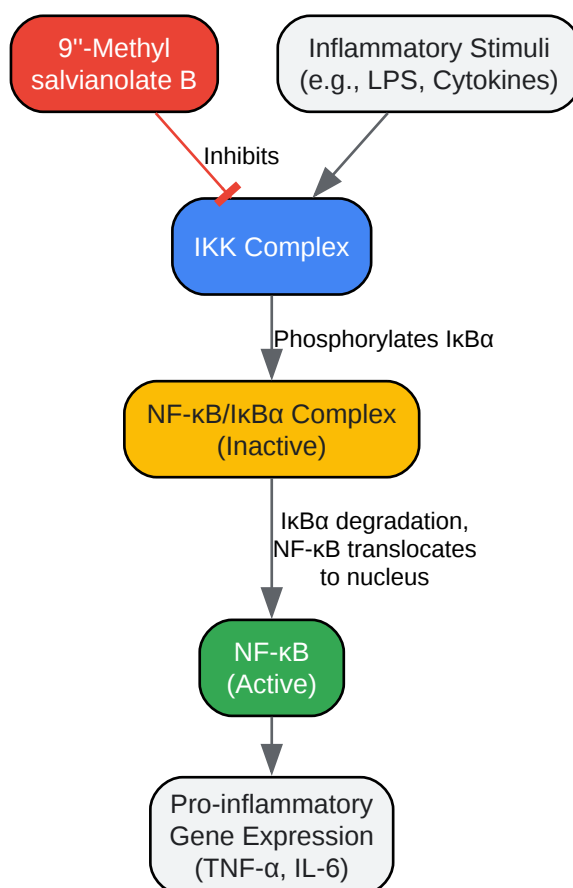 9''-Methyl
salvianolate B
Inflammatory Stimuli
(e.g., LPS, Cytokines)
Inhibits
IKK Complex
Phosphorylates IκBα
NF-κB/IκBα Complex
(Inactive)
IκBα degradation,
NF-κB translocates
to nucleus
NF-κB
(Active)
Pro-inflammatory
Gene Expression
(TNF-α, IL-6)